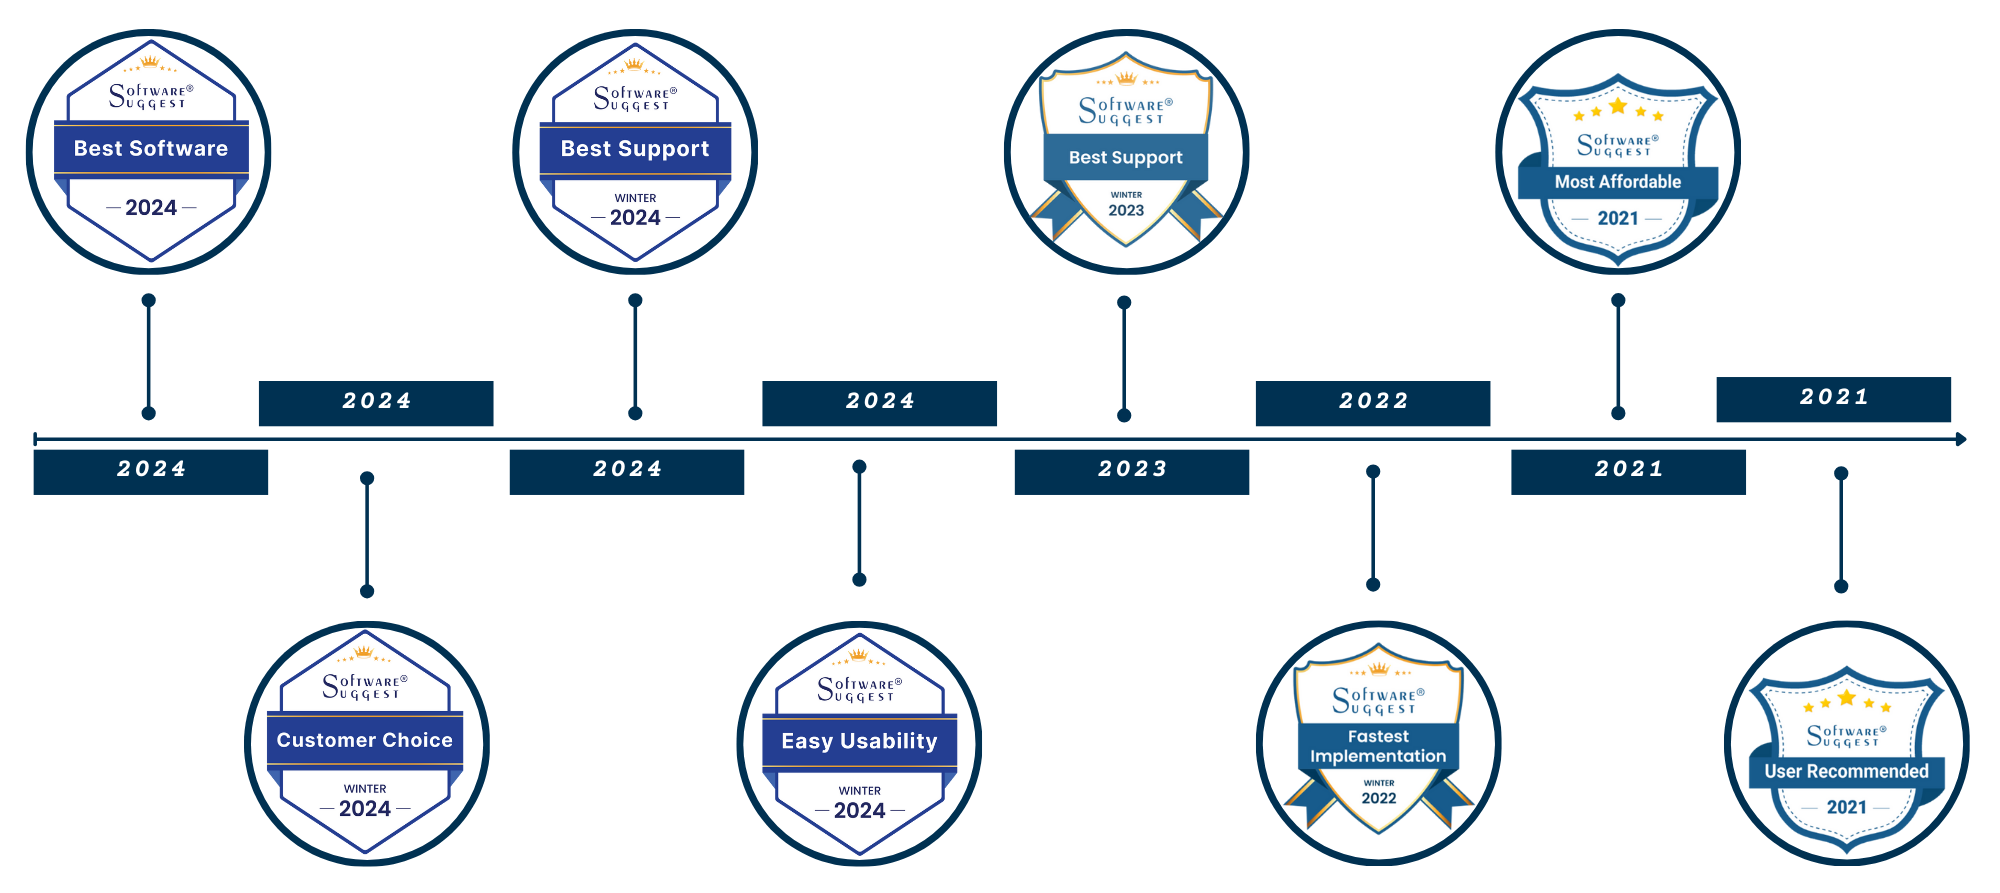 SOFTWARE®
SUGGEST
Best Software
2024
SOFTWARE®
SUGGEST
Best Support
WINTER
2024
SOFTWARE®
SUGGEST
Best Support
WINTER
2023
SOFTWARE®
SUGGEST
Most Affordable
2021
2024
2024
2022
2021
2024
2024
2023
2021
SOFTWARE®
SUGGEST
Customer Choice
WINTER
2024
SOFTWARE®
SUGGEST
Easy Usability
WINTER
2024
SOFTWARE®
SUGGEST
Fastest
Implementation
WINTER
2022
SOFTWARE®
SUGGEST
User Recommended
2021